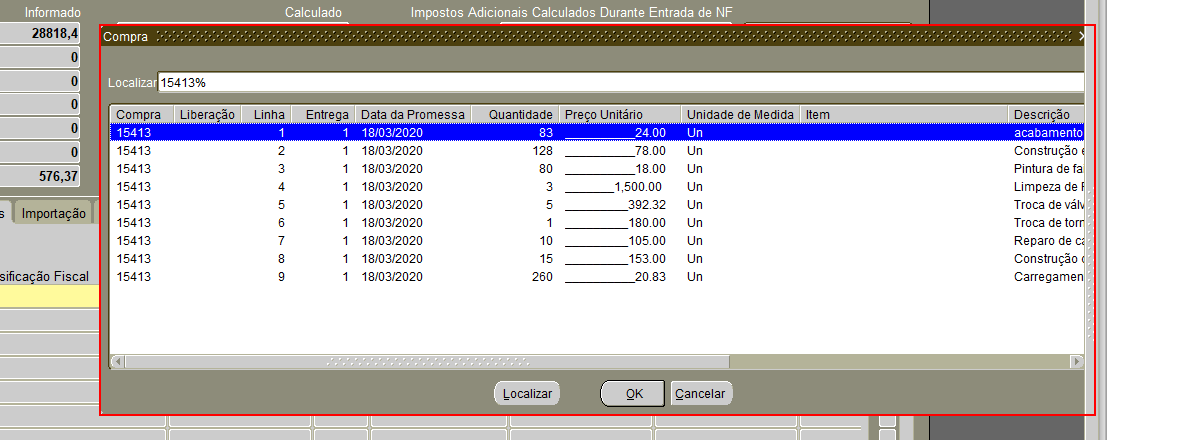 Informado Calculado Impostos Adicionais Calculados Durante Entrada de NF
28818,4
0
0
0
0
0
576,37
s Importação
sificação Fiscal
Compra
Localizar 15413%
Compra Liberação Linha Entrega Data da Promessa Quantidade Preço Unitário Unidade de Medida Item Descrição
15413 1 1 18/03/2020 83 __________24.00 Un acabamento
15413 2 1 18/03/2020 128 __________78.00 Un Construção e
15413 3 1 18/03/2020 80 __________18.00 Un Pintura de fa
15413 4 1 18/03/2020 3 _______1,500.00 Un Limpeza de
15413 5 1 18/03/2020 5 _________392.32 Un Troca de válv
15413 6 1 18/03/2020 1 _________180.00 Un Troca de torn
15413 7 1 18/03/2020 10 _________105.00 Un Reparo de ca
15413 8 1 18/03/2020 15 _________153.00 Un Construção
15413 9 1 18/03/2020 260 __________20.83 Un Carregamen
Localizar OK Cancelar